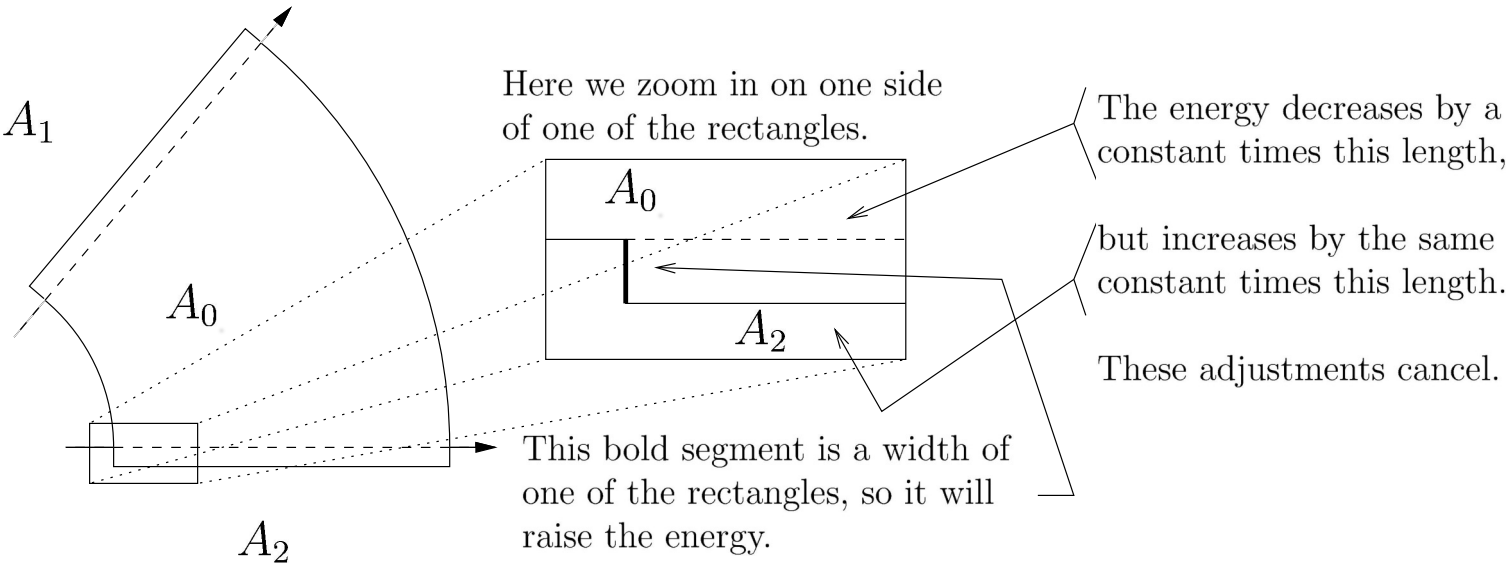 A1
A0
A2
Here we zoom in on one side
of one of the rectangles.
A0
A2
The energy decreases by a
constant times this length,
but increases by the same
constant times this length.
These adjustments cancel.
This bold segment is a width of
one of the rectangles, so it will
raise the energy.